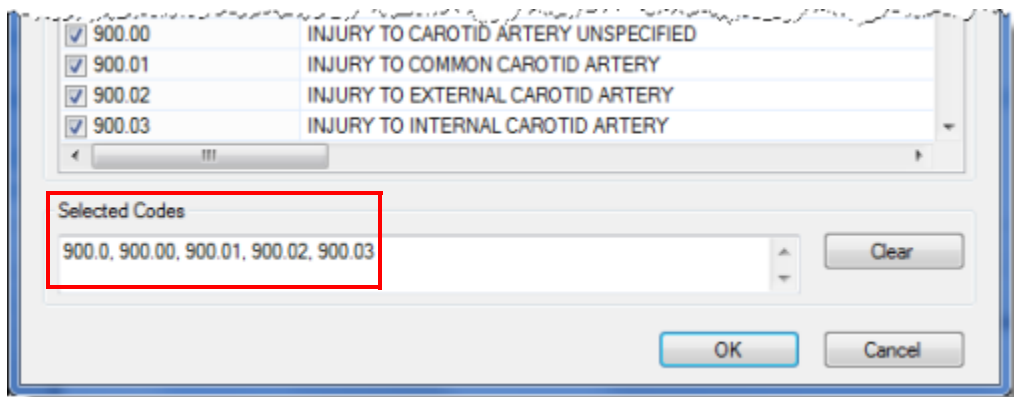 900.00 INJURY TO CAROTID ARTERY UNSPECIFIED
900.01 INJURY TO COMMON CAROTID ARTERY
900.02 INJURY TO EXTERNAL CAROTID ARTERY
900.03 INJURY TO INTERNAL CAROTID ARTERY
Selected Codes
900.0, 900.00, 900.01, 900.02, 900.03
Clear
OK Cancel